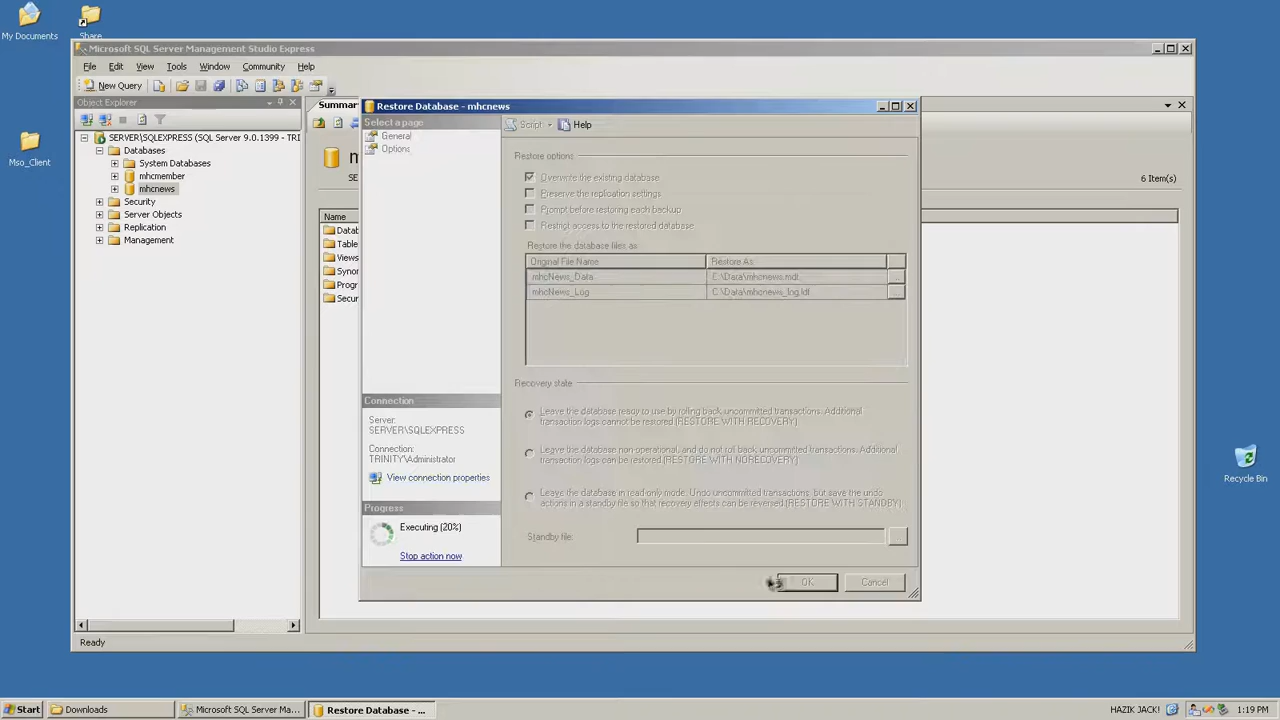 My Documents
Share
Mso_Client
Recycle Bin
Microsoft SQL Server Management Studio Express
File Edit View Tools Window Community Help
New Query
Object Explorer
SERVER\SQLEXPRESS (SQL Server 9.0.1399 - TRI
Databases
System Databases
mhcmember
mhcnews
Security
Server Objects
Replication
Management
Ready
Summar
6 Item(s)
Name
Datab
Table
Views
Synor
Progr
Secur
Restore Database - mhcnews
Select a page
General
Options
Script Help
Restore options
Overwrite the existing database
Preserve the replication settings
Prompt before restoring each backup
Restrict access to the restored database
Restore the database files as:
Original File Name Restore As
mhcNews_Data C:\Data\mhcnews.mdf ...
mhcNews_Log C:\Data\mhcnews_log.ldf ...
Recovery state
Leave the database ready to use by rolling back uncommitted transactions. Additional
transaction logs cannot be restored.(RESTORE WITH RECOVERY)
Leave the database non-operational, and do not roll back uncommitted transactions. Additional
transaction logs can be restored.(RESTORE WITH NORECOVERY)
Leave the database in read-only mode. Undo uncommitted transactions, but save the undo
actions in a standby file so that recovery effects can be reversed.(RESTORE WITH STANDBY)
Standby file: ...
Connection
Server:
SERVER\SQLEXPRESS
Connection:
TRINITY\Administrator
View connection properties
Progress
Executing (20%)
Stop action now
OK Cancel
Start Downloads Microsoft SQL Server Ma... Restore Database - ... HAZIK JACK! 1:19 PM